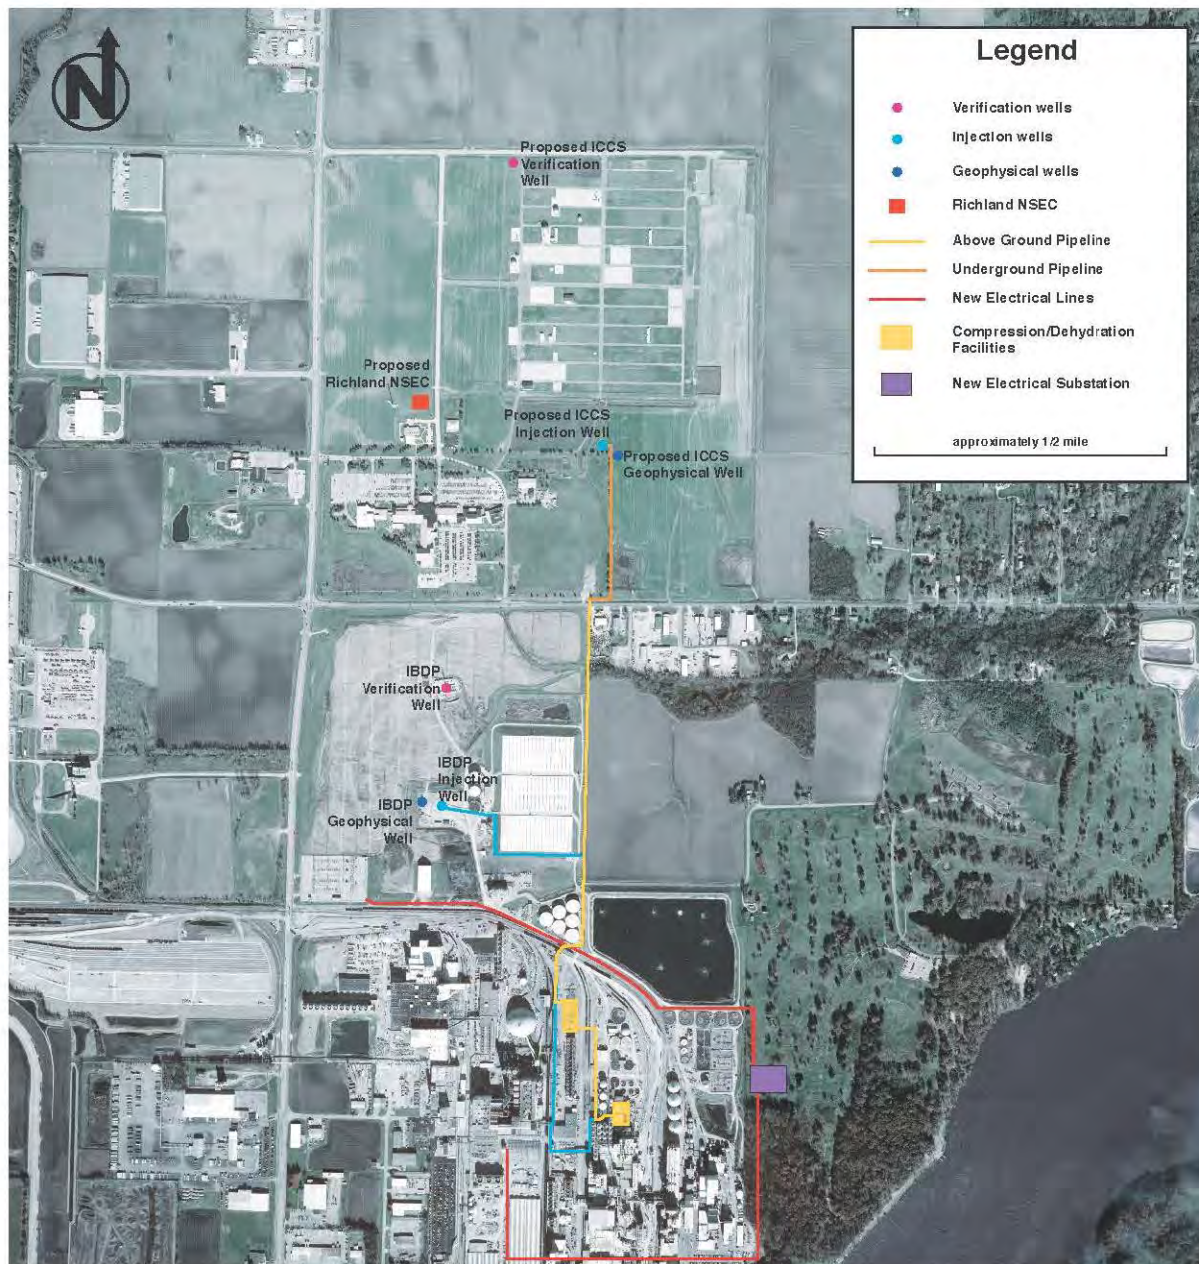 N
Legend
Verification wells
Injection wells
Geophysical wells
Richland NSEC
Above Ground Pipeline
Underground Pipeline
New Electrical Lines
Compression/Dehydration
Facilities
New Electrical Substation
approximately 1/2 mile
Proposed ICCS
Verification
Well
Proposed
Richland NSEC
Proposed ICCS
Injection Well
Proposed ICCS
Geophysical Well
IBDP
Verification
Well
IBDP
Injection
Well
IBDP
Geophysical
Well